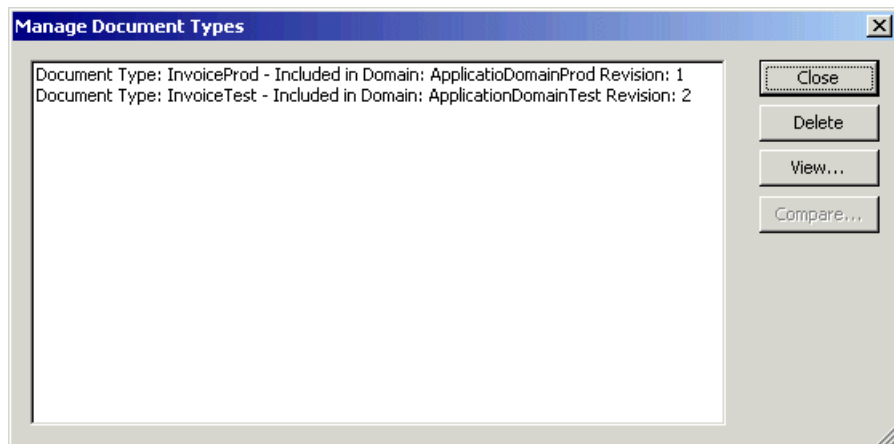 Manage Document Types
Document Type: InvoiceProd - Included in Domain: ApplicatioDomainProd Revision: 1
Document Type: InvoiceTest - Included in Domain: ApplicationDomainTest Revision: 2
Close
Delete
View...
Compare...